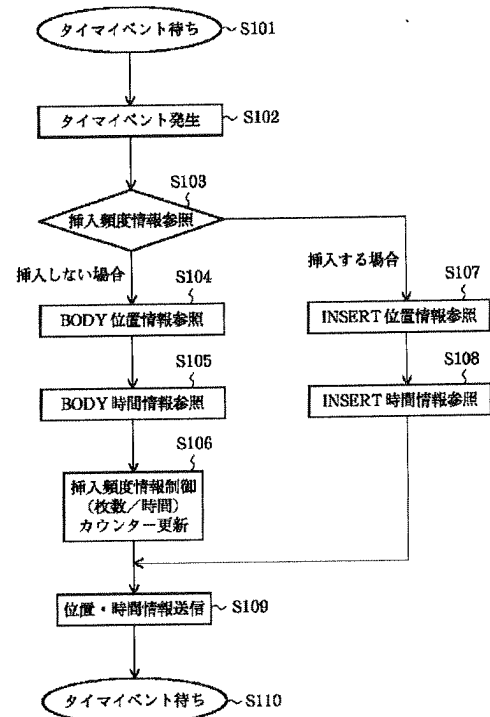 タイマイベント待ち S101
タイマイベント発生 S102
S103
挿入頻度情報参照
挿入しない場合
挿入する場合
S104
BODY 位置情報参照
S107
INSERT 位置情報参照
S105
BODY 時間情報参照
S108
INSERT 時間情報参照
S106
挿入頻度情報制御
(枚数/時間)
カウンター更新
位置・時間情報送信 S109
タイマイベント待ち S110